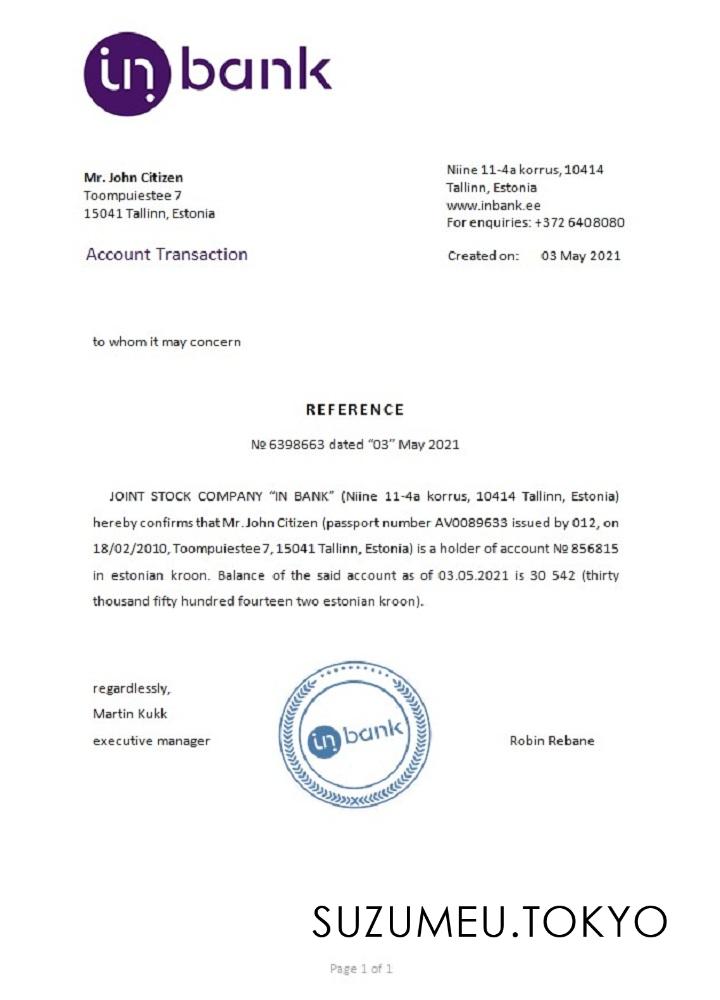 in bank
Mr. John Citizen
Toompuiestee 7
15041 Tallinn, Estonia
Niine 11-4a korrus, 10414
Tallinn, Estonia
www.inbank.ee
For enquiries: +372 6408080
Account Transaction
Created on: 03 May 2021
to whom it may concern
REFERENCE
№ 6398663 dated “03” May 2021
JOINT STOCK COMPANY “IN BANK” (Niine 11-4a korrus, 10414 Tallinn, Estonia)
hereby confirms that Mr. John Citizen (passport number AV0089633 issued by 012, on
18/02/2010, Toompuiestee 7, 15041 Tallinn, Estonia) is a holder of account № 856815
in estonian kroon. Balance of the said account as of 03.05.2021 is 30 542 (thirty
thousand fifty hundred fourteen two estonian kroon).
regardlessly,
Martin Kukk
executive manager
in bank
Robin Rebane
SUZUMEU.TOKYO
Page 1 of 1